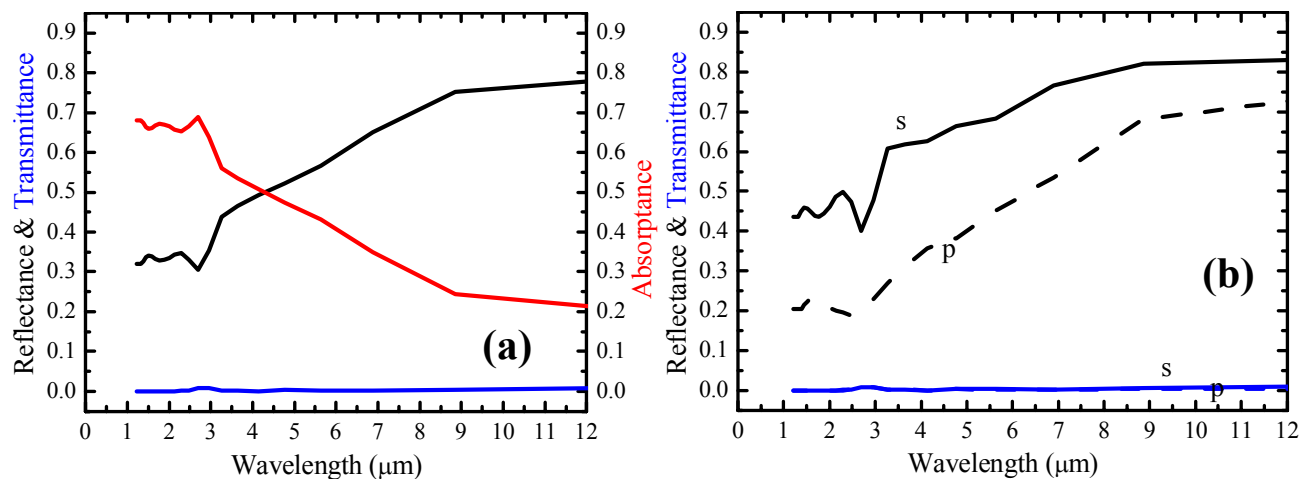 0.9
0.8
0.7
0.6
0.5
0.4
0.3
0.2
0.1
0.0
Reflectance & Transmittance
0 1 2 3 4 5 6 7 8 9 10 11 12
Wavelength (μm)
0.9
0.8
0.7
0.6
0.5
0.4
0.3
0.2
0.1
0.0
Absorptance
(a)
0.9
0.8
0.7
0.6
0.5
0.4
0.3
0.2
0.1
0.0
Reflectance & Transmittance
s
p
(b)
s
p
0 1 2 3 4 5 6 7 8 9 10 11 12
Wavelength (μm)